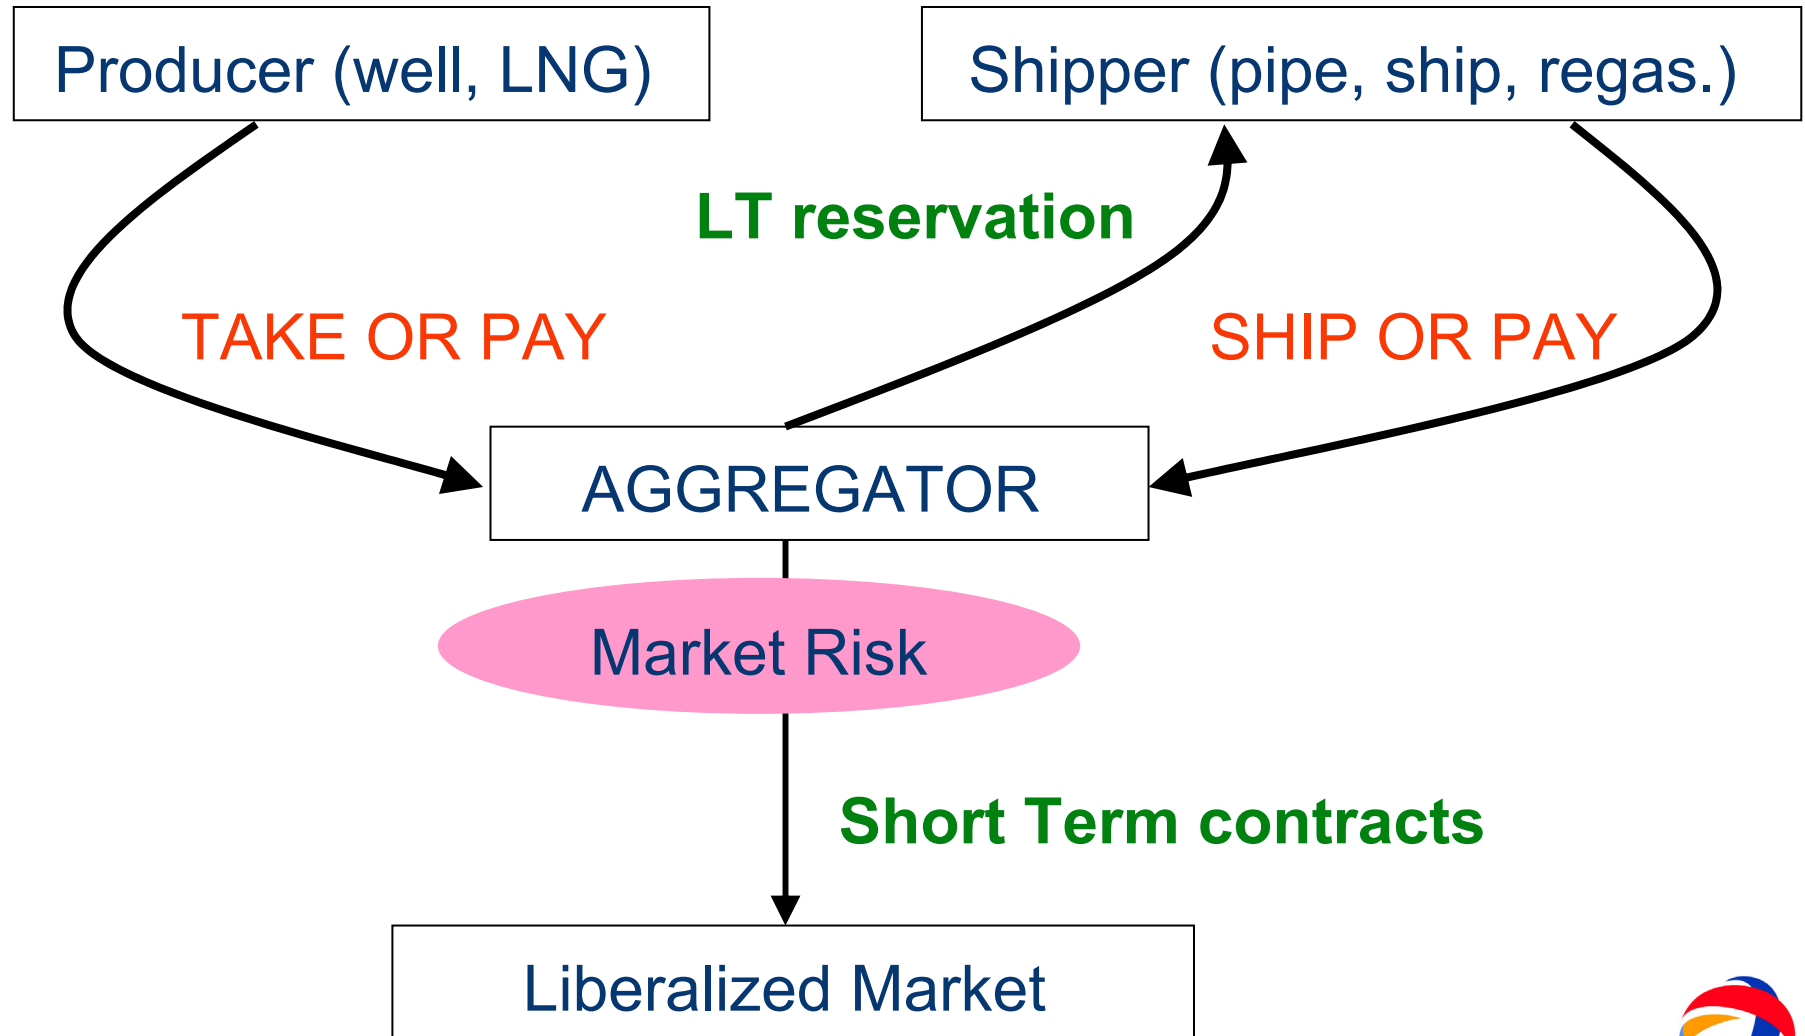 Producer (well, LNG)
Shipper (pipe, ship, regas.)
LT reservation
TAKE OR PAY
SHIP OR PAY
AGGREGATOR
Market Risk
Short Term contracts
Liberalized Market